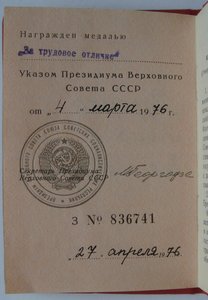 Награжден медалью
„За трудовое отличие"
Указом Президиума Верховного
Совета СССР
от „4" марта 1976 г.
Секретарь Президиума
Верховного Совета СССР
З № 836741
„27" апреля 1976 г.